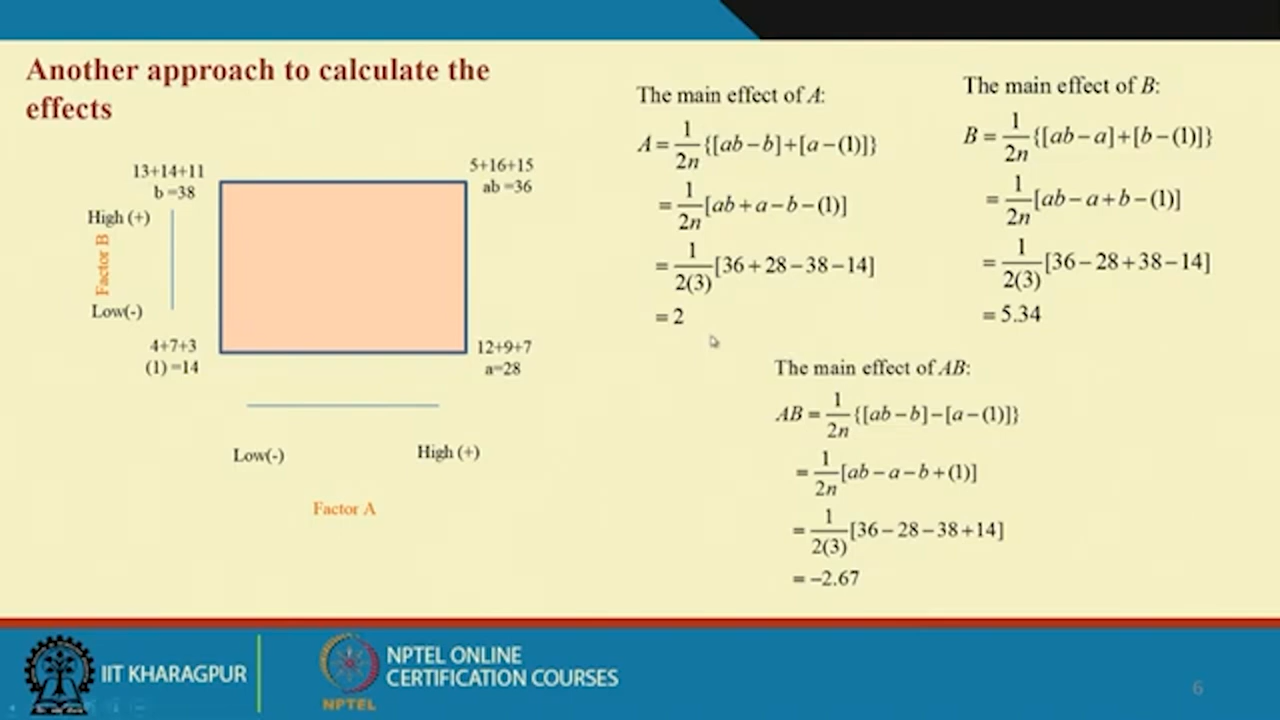 Another approach to calculate the
effects
13+14+11
b =38
5+16+15
ab =36
High (+)
Factor B
Low(-)
4+7+3
(1) =14
12+9+7
a=28
Low(-)
High (+)
Factor A
The main effect of A:
A = 1/2n {[ab − b]+[a − (1)]}
= 1/2n [ab + a − b − (1)]
= 1/2(3) [36 + 28 − 38 − 14]
= 2
The main effect of B:
B = 1/2n {[ab − a]+[b − (1)]}
= 1/2n [ab − a + b − (1)]
= 1/2(3) [36 − 28 + 38 − 14]
= 5.34
The main effect of AB:
AB = 1/2n {[ab − b]−[a − (1)]}
= 1/2n [ab − a − b + (1)]
= 1/2(3) [36 − 28 − 38 + 14]
= −2.67
IIT KHARAGPUR
NPTEL
NPTEL ONLINE
CERTIFICATION COURSES
6